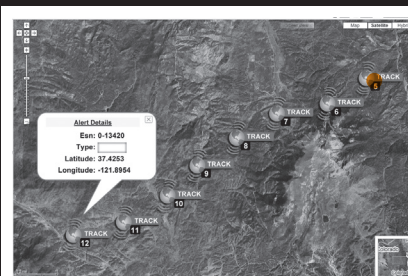 Map Satellite Hybr
TRACK
5
TRACK
6
TRACK
7
TRACK
8
TRACK
9
TRACK
10
TRACK
11
TRACK
12
Alert Details
Esn: 0-13420
Type:
Latitude: 37.4253
Longitude: -121.8954